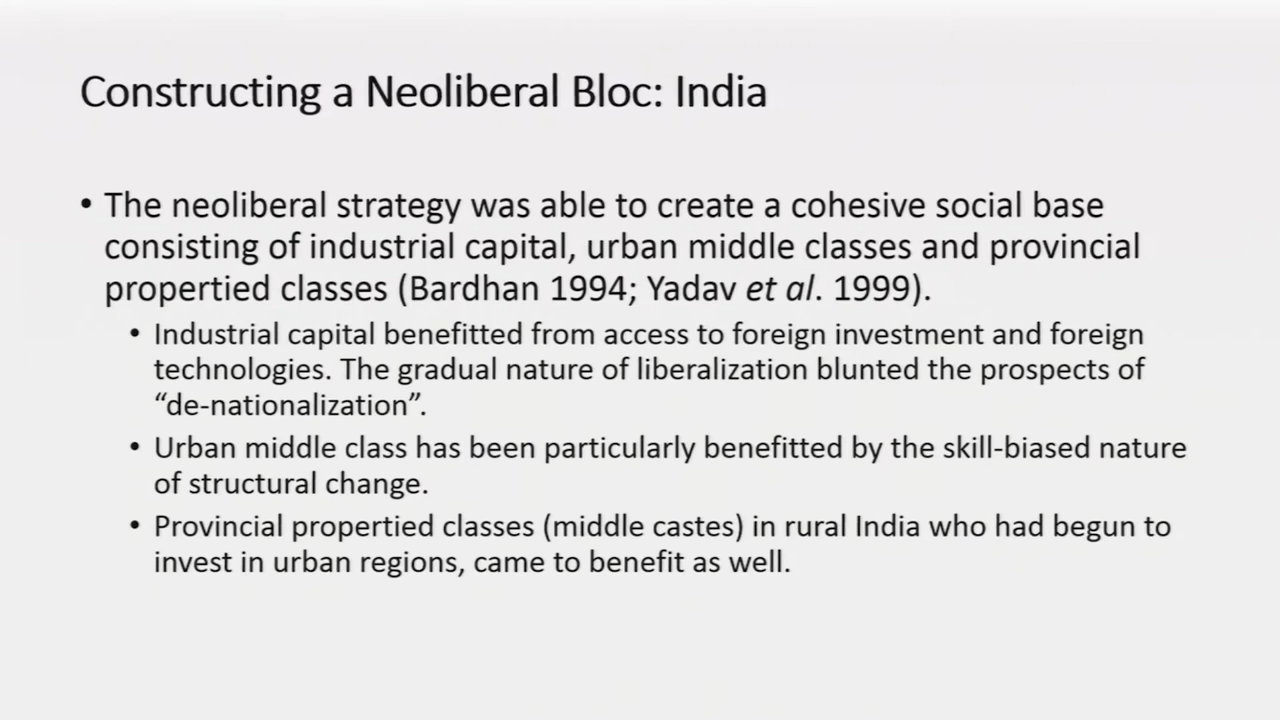 Constructing a Neoliberal Bloc: India
• The neoliberal strategy was able to create a cohesive social base
consisting of industrial capital, urban middle classes and provincial
propertied classes (Bardhan 1994; Yadav et al. 1999).
• Industrial capital benefitted from access to foreign investment and foreign
technologies. The gradual nature of liberalization blunted the prospects of
“de-nationalization”.
• Urban middle class has been particularly benefitted by the skill-biased nature
of structural change.
• Provincial propertied classes (middle castes) in rural India who had begun to
invest in urban regions, came to benefit as well.